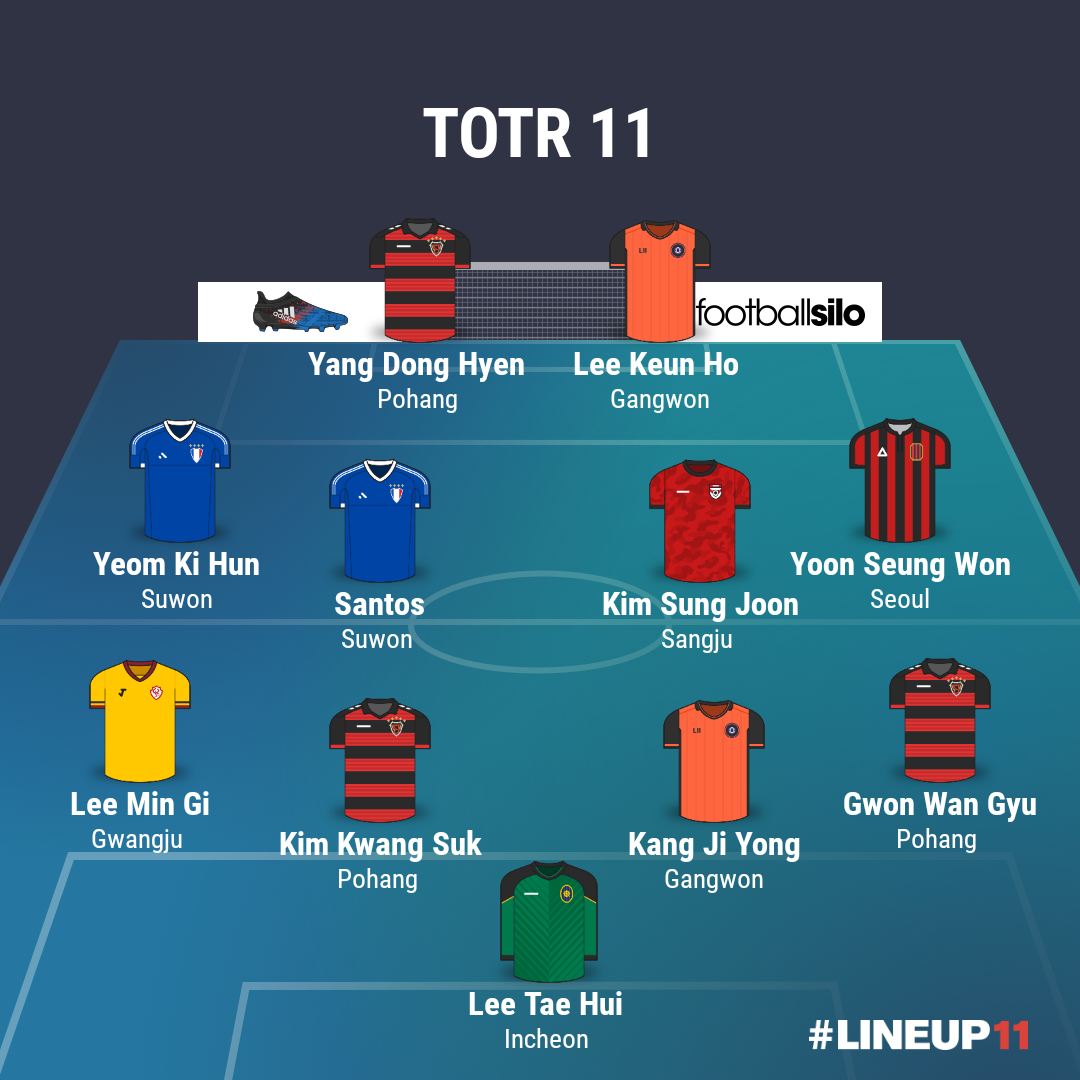 TOTR 11
adidas
footballsilo
Yang Dong Hyen
Pohang
Lee Keun Ho
Gangwon
Yeom Ki Hun
Suwon
Santos
Suwon
Kim Sung Joon
Sangju
Yoon Seung Won
Seoul
Lee Min Gi
Gwangju
Kim Kwang Suk
Pohang
Kang Ji Yong
Gangwon
Gwon Wan Gyu
Pohang
Lee Tae Hui
Incheon
#LINEUP11